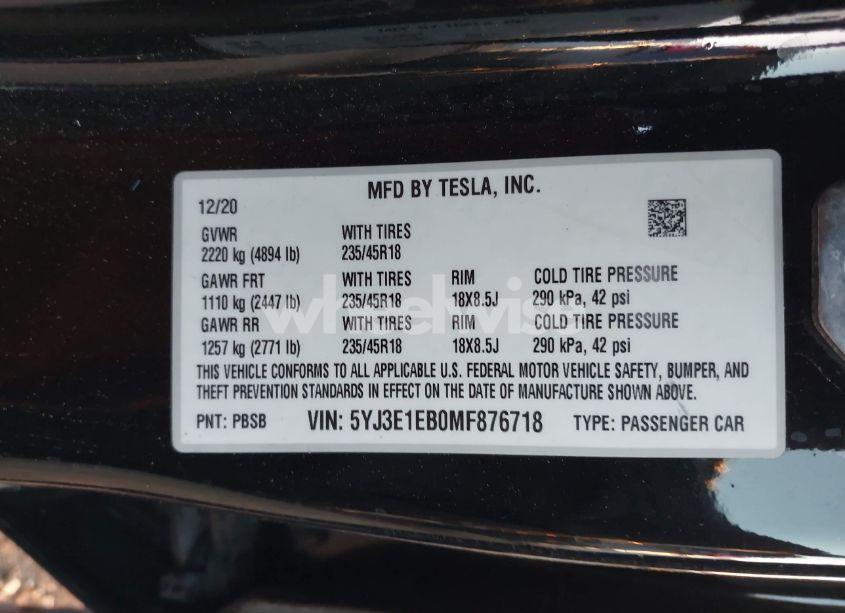 MFD BY TESLA, INC.
12/20
GVWR WITH TIRES
2220 kg (4894 lb) 235/45R18
GAWR FRT WITH TIRES RIM COLD TIRE PRESSURE
1110 kg (2447 lb) 235/45R18 18X8.5J 290 kPa, 42 psi
GAWR RR WITH TIRES RIM COLD TIRE PRESSURE
1257 kg (2771 lb) 235/45R18 18X8.5J 290 kPa, 42 psi
THIS VEHICLE CONFORMS TO ALL APPLICABLE U.S. FEDERAL MOTOR VEHICLE SAFETY, BUMPER, AND
THEFT PREVENTION STANDARDS IN EFFECT ON THE DATE OF MANUFACTURE SHOWN ABOVE.
PNT: PBSB VIN: 5YJ3E1EB0MF876718 TYPE: PASSENGER CAR
wheelwise